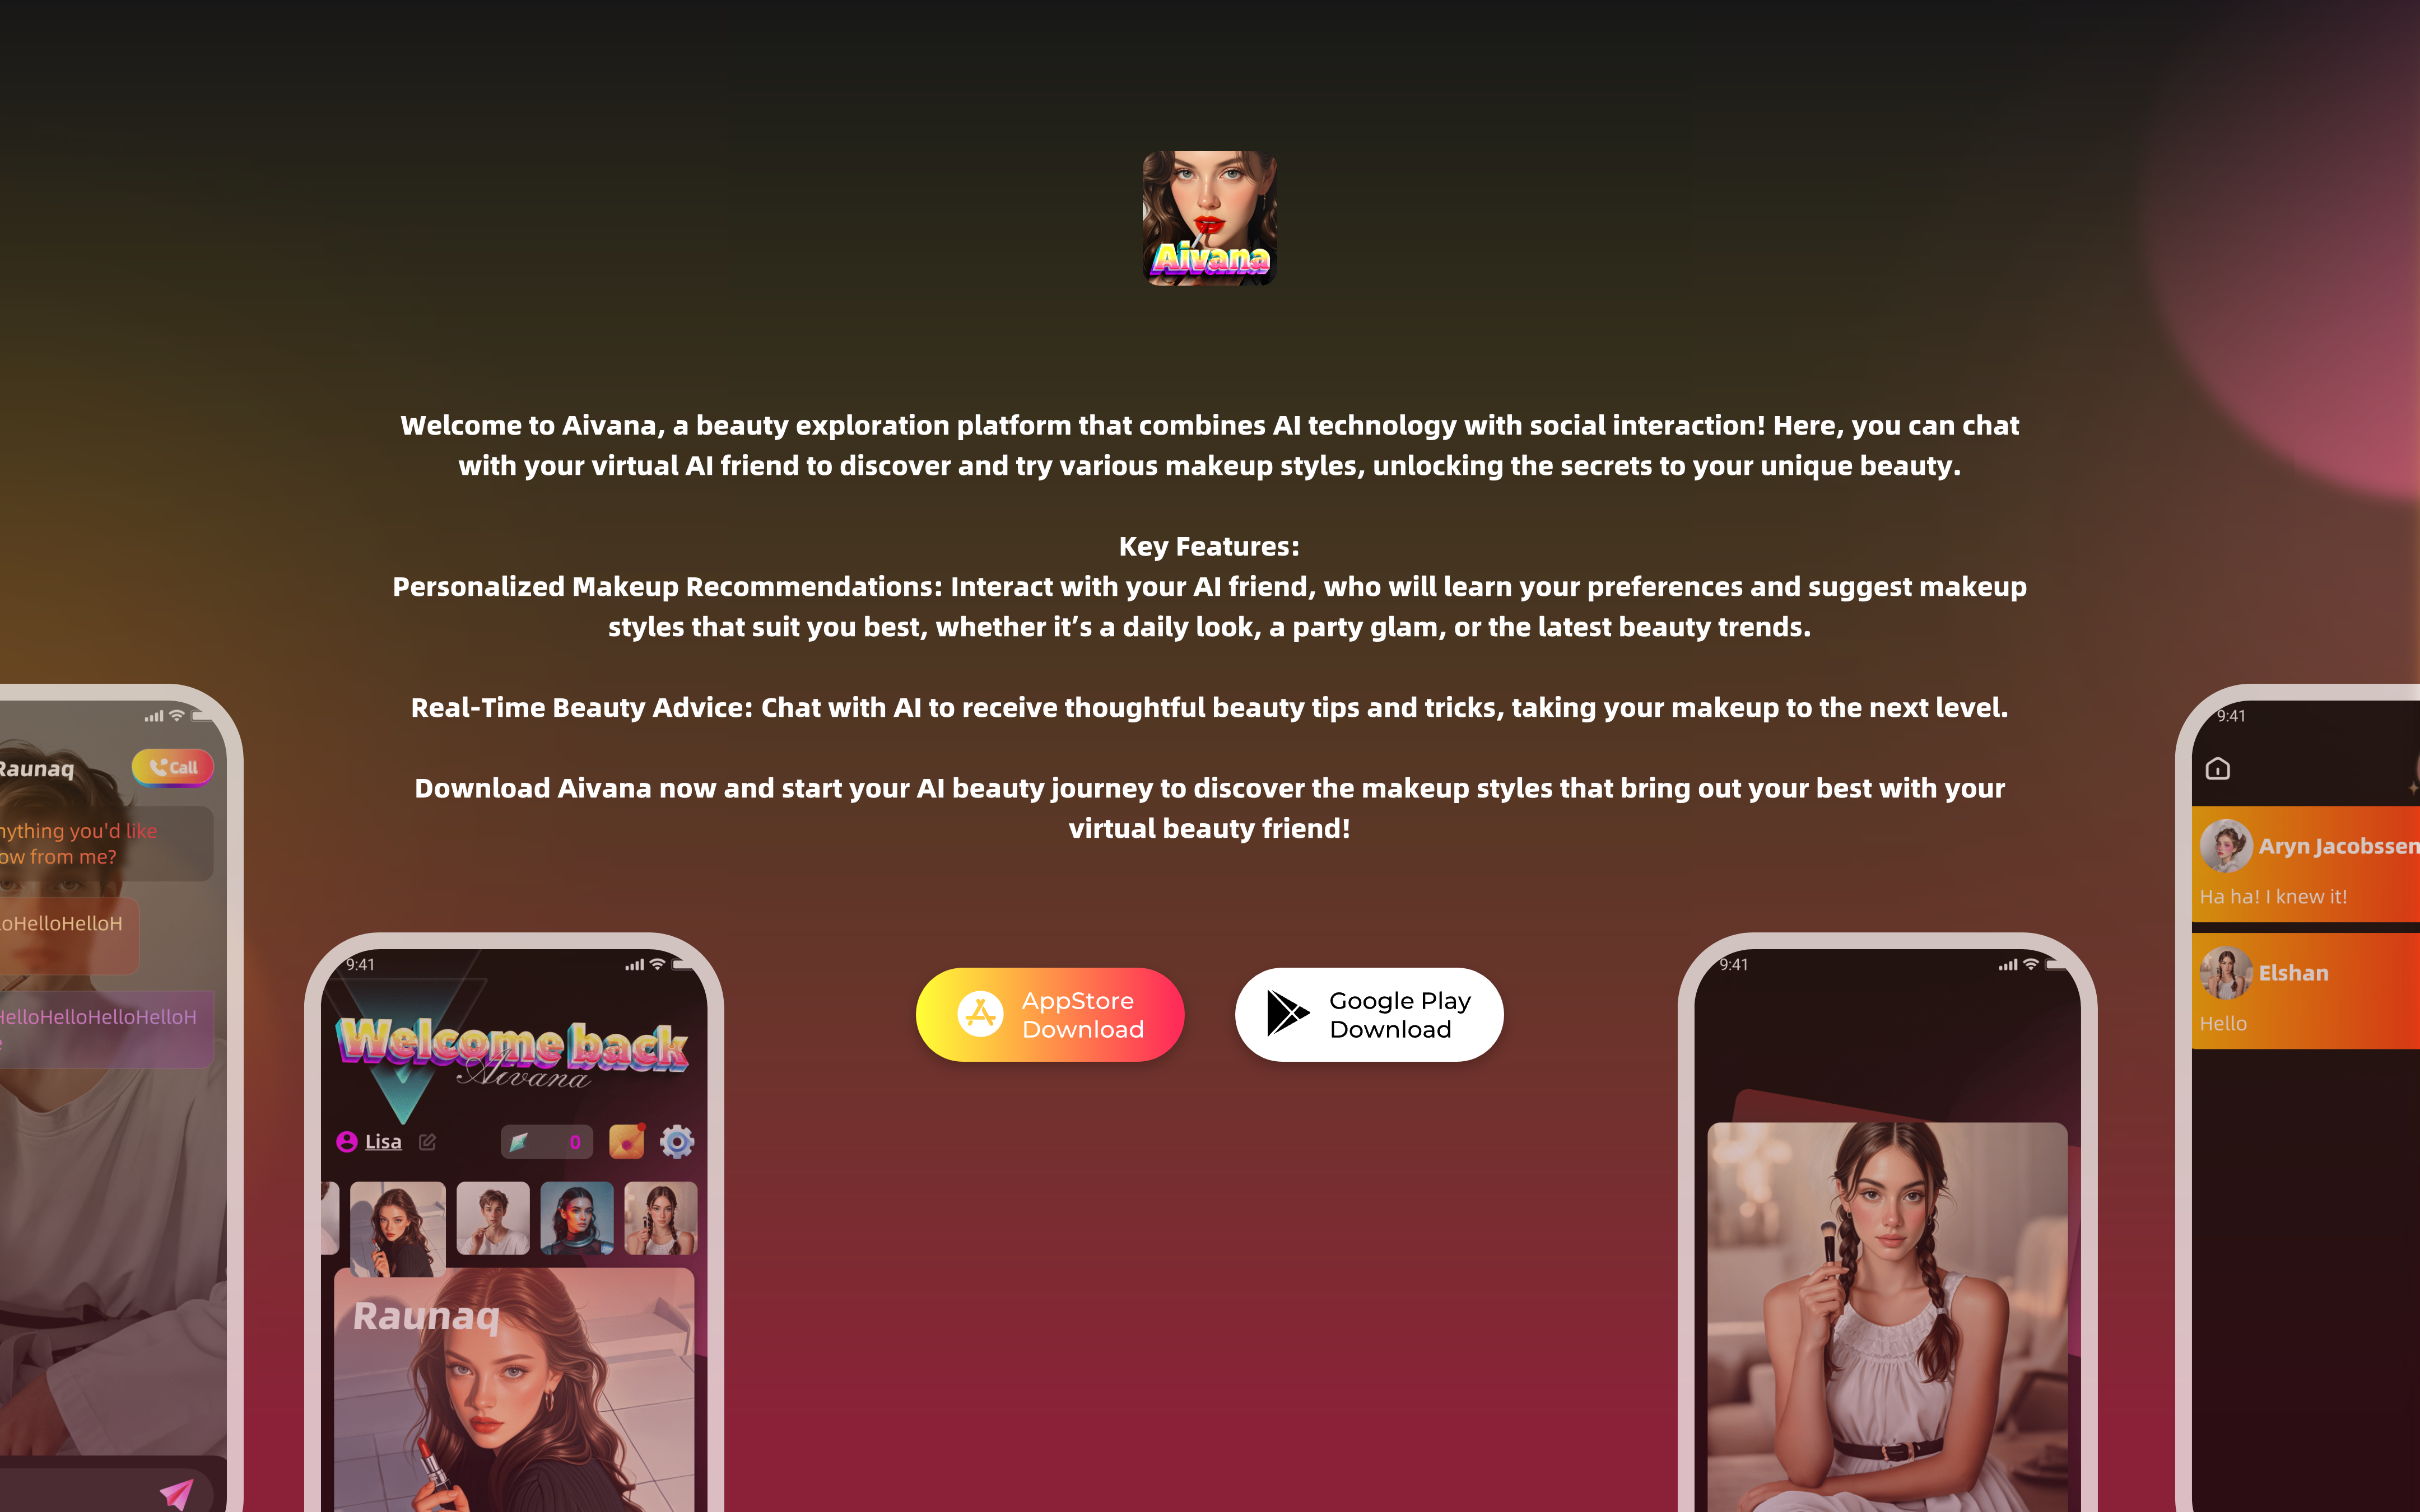 Aivana
Welcome to Aivana, a beauty exploration platform that combines AI technology with social interaction! Here, you can chat
with your virtual AI friend to discover and try various makeup styles, unlocking the secrets to your unique beauty.
Key Features:
Personalized Makeup Recommendations: Interact with your AI friend, who will learn your preferences and suggest makeup
styles that suit you best, whether it’s a daily look, a party glam, or the latest beauty trends.
Real-Time Beauty Advice: Chat with AI to receive thoughtful beauty tips and tricks, taking your makeup to the next level.
Download Aivana now and start your AI beauty journey to discover the makeup styles that bring out your best with your
virtual beauty friend!
AppStore
Download
Google Play
Download
Raunaq
Call
nything you'd like
ow from me?
loHelloHelloH
HelloHelloHelloHelloH
e
9:41
Welcome back
Aivana
Lisa
0
Raunaq
9:41
9:41
Aryn Jacobssen
Ha ha! I knew it!
Elshan
Hello